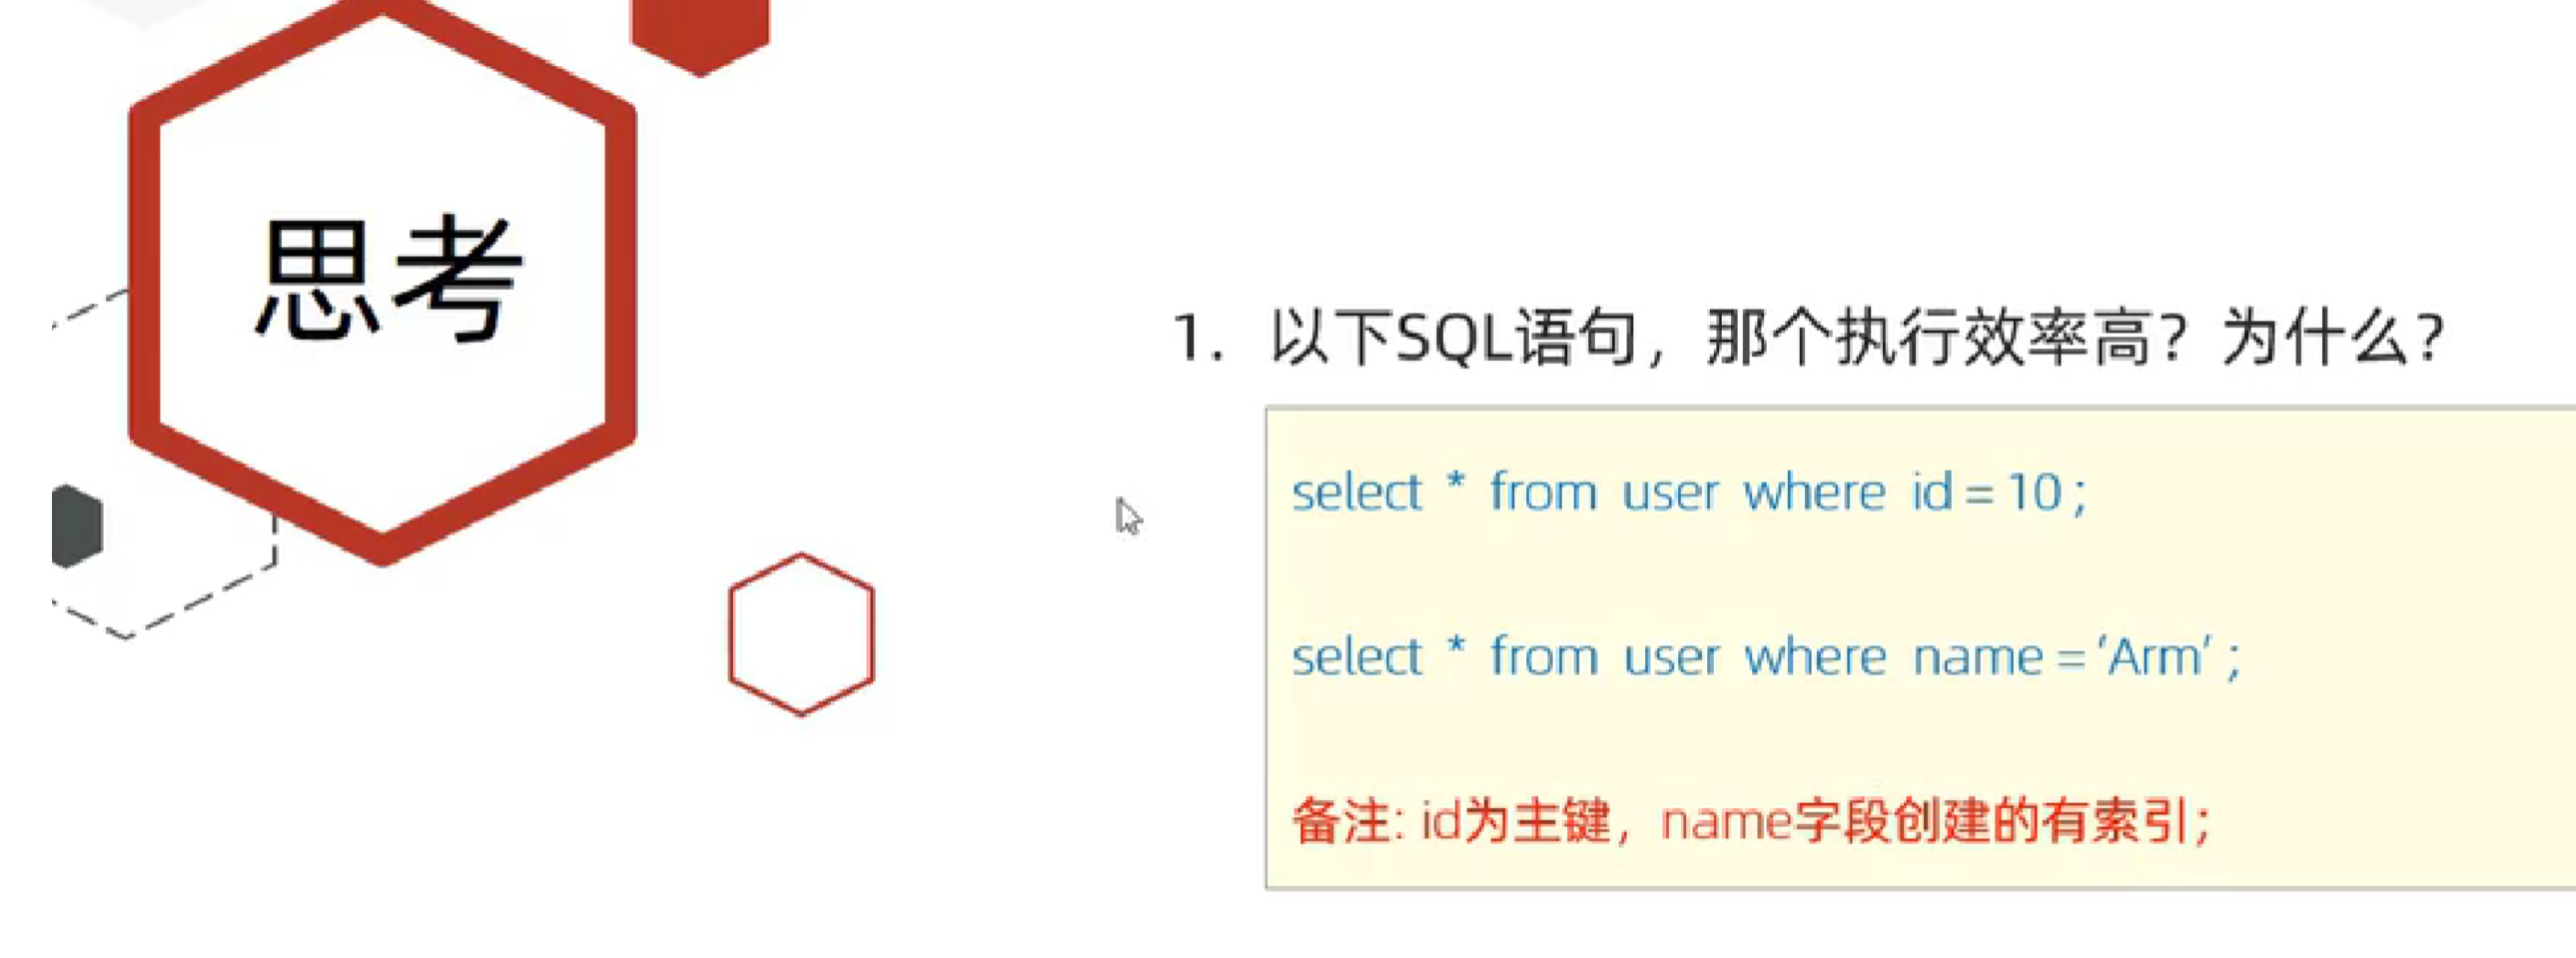 思考
1. 以下SQL语句，那个执行效率高？为什么？
select * from user where id = 10 ;
select * from user where name = 'Arm' ;
备注: id为主键，name字段创建的有索引；